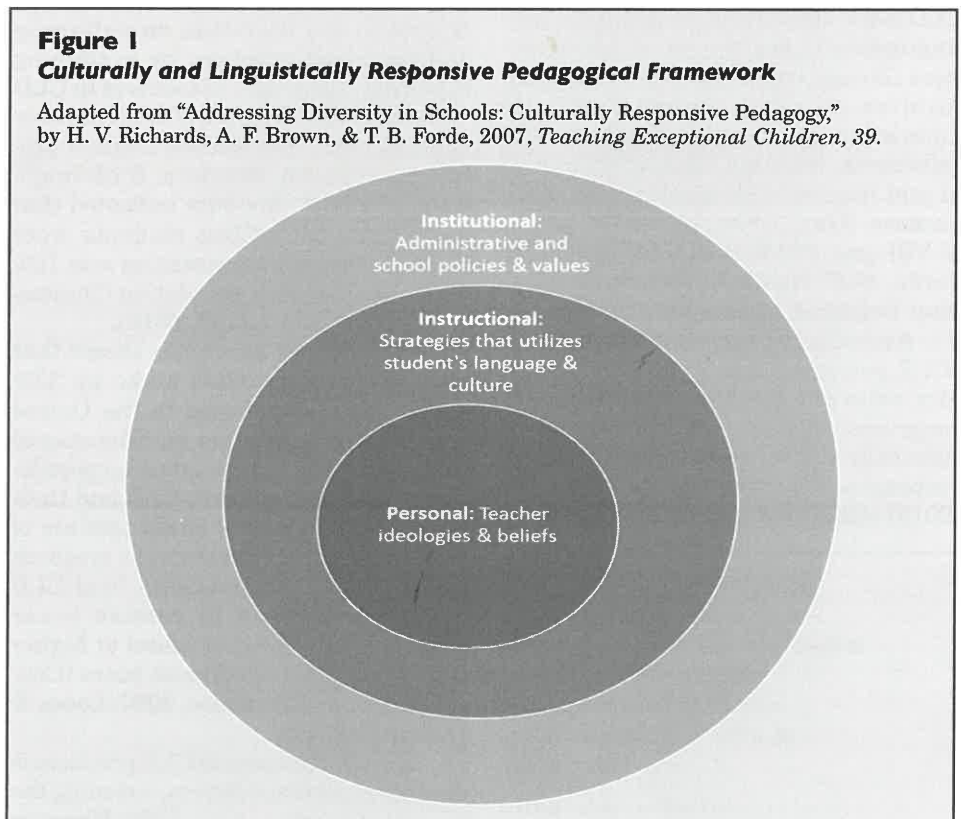 Figure 1
Culturally and Linguistically Responsive Pedagogical Framework
Adapted from "Addressing Diversity in Schools: Culturally Responsive Pedagogy,"
by H. V. Richards, A. F. Brown, & T. B. Forde, 2007, Teaching Exceptional Children, 39.
Institutional:
Administrative and
school policies & values
Instructional:
Strategies that utilizes
student's language &
culture
Personal: Teacher
ideologies & beliefs